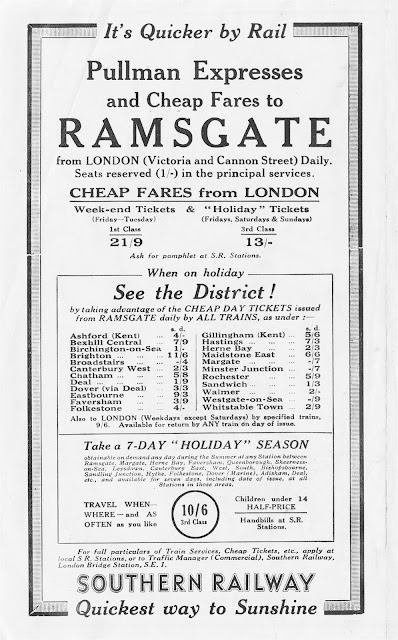 It's Quicker by Rail
Pullman Expresses
and Cheap Fares to
RAMSGATE
from LONDON (Victoria and Cannon Street) Daily.
Seats reserved (1/-) in the principal services.
CHEAP FARES from LONDON
Week-end Tickets & "Holiday" Tickets
(Friday—Tuesday) (Fridays, Saturdays & Sundays)
1st Class 3rd Class
21/9 13/-
Ask for pamphlet at S.R. Stations.
When on holiday
See the District!
by taking advantage of the CHEAP DAY TICKETS issued
from RAMSGATE daily by ALL TRAINS, as under :—
s. d. s. d.
Ashford (Kent) ... 4/- Gillingham (Kent) ... 5/6
Bexhill Central 7/9 Hastings ... 7/3
Birchington-on-Sea 1/- Herne Bay ... 2/3
Brighton ... 11/6 Maidstone East ... 6/6
Broadstairs ... -/4 Margate ... -/7
Canterbury West ... 2/3 Minster Junction -/7
Chatham ... 5/8 Rochester ... 5/9
Deal ... 1/9 Sandwich ... 1/3
Dover (via Deal) ... 3/3 Walmer ... 2/-
Eastbourne ... 9/3 Westgate-on-Sea -/9
Faversham ... 3/9 Whitstable Town ... 2/9
Folkestone ... 4/-
Also to LONDON (Weekdays except Saturdays) by specified trains,
9/6. Available for return by ANY train on day of issue.
Take a 7-DAY "HOLIDAY" SEASON
obtainable on demand any day during the Summer at any Station between
Ramsgate, Margate, Herne Bay, Faversham, Queenborough, Sheerness-
on-Sea, Leysdown, Canterbury East, West, South, Bishopsbourne,
Sandling Junction, Hythe, Folkestone, Dover (Marine), Adisham, Deal,
etc., and available for seven days, including date of issue, at all
Stations in those areas.
TRAVEL WHEN—
WHERE—and AS
OFTEN as you like
10/6
3rd Class
Children under 14
HALF-PRICE
Handbills at S.R.
Stations.
For full particulars of Train Services, Cheap Tickets, etc., apply at
local S R. Stations, or to Traffic Manager (Commercial), Southern Railway,
London Bridge Station, S.E. 1.
SOUTHERN RAILWAY
Quickest way to Sunshine